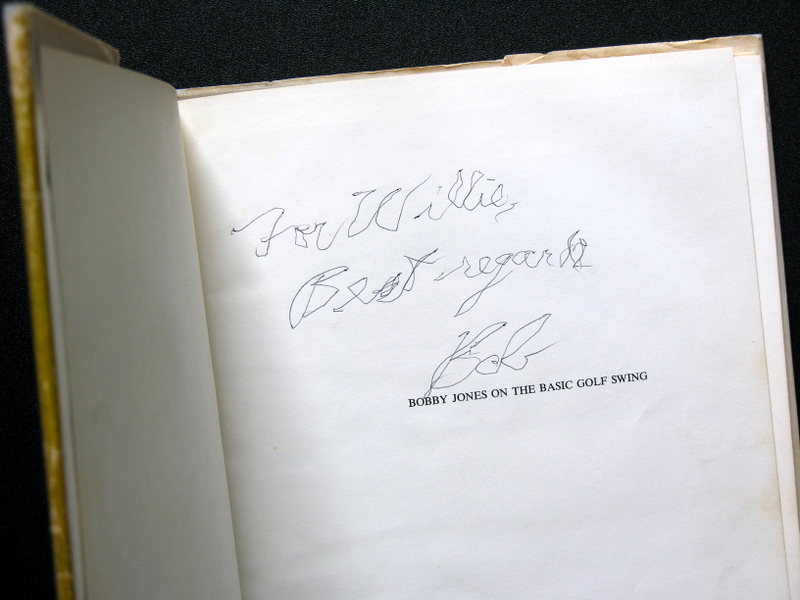 For Willie,
Best regards
Bob
BOBBY JONES ON THE BASIC GOLF SWING